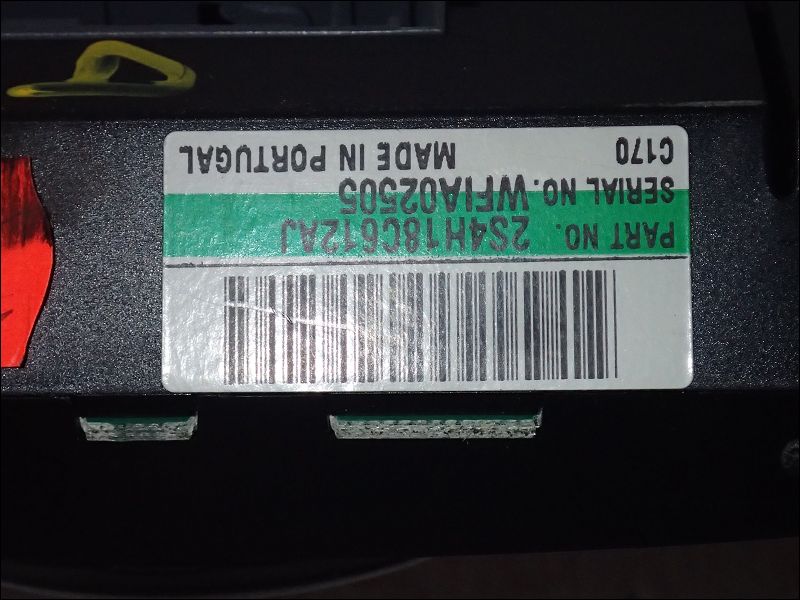 PART NO. 2S4H18C612AJ
SERIAL NO. WFIA02505
C170 MADE IN PORTUGAL